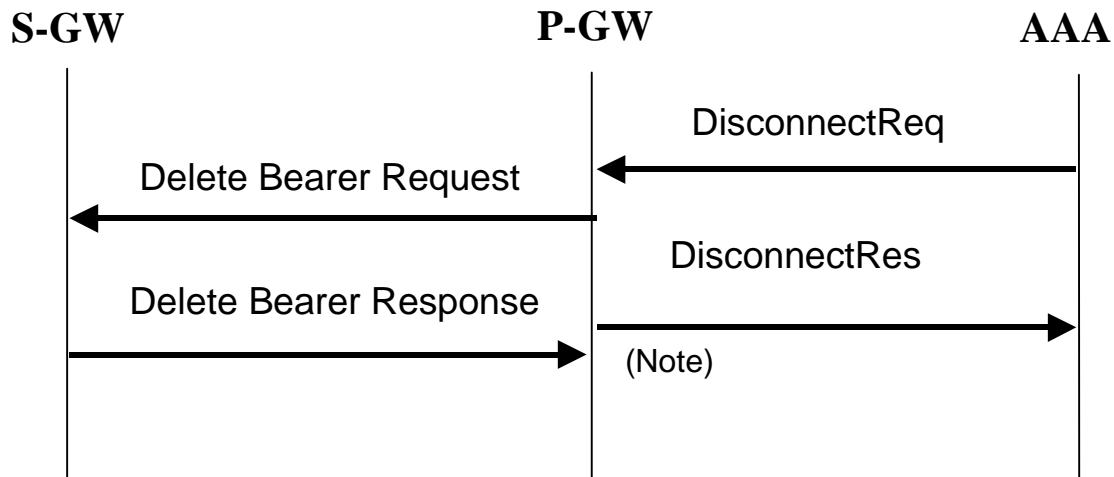 S-GW P-GW AAA
DisconnectReq
Delete Bearer Request
DisconnectRes
Delete Bearer Response
(Note)